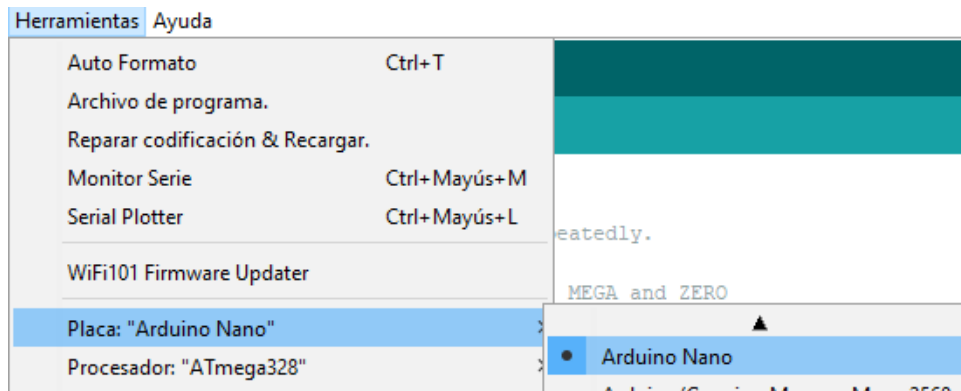 Herramientas Ayuda
Auto Formato Ctrl+T
Archivo de programa.
Reparar codificación & Recargar.
Monitor Serie Ctrl+Mayús+M
Serial Plotter Ctrl+Mayús+L
eatedly.
WiFi101 Firmware Updater
MEGA and ZERO
Placa: "Arduino Nano"
Arduino Nano
Procesador: "ATmega328"